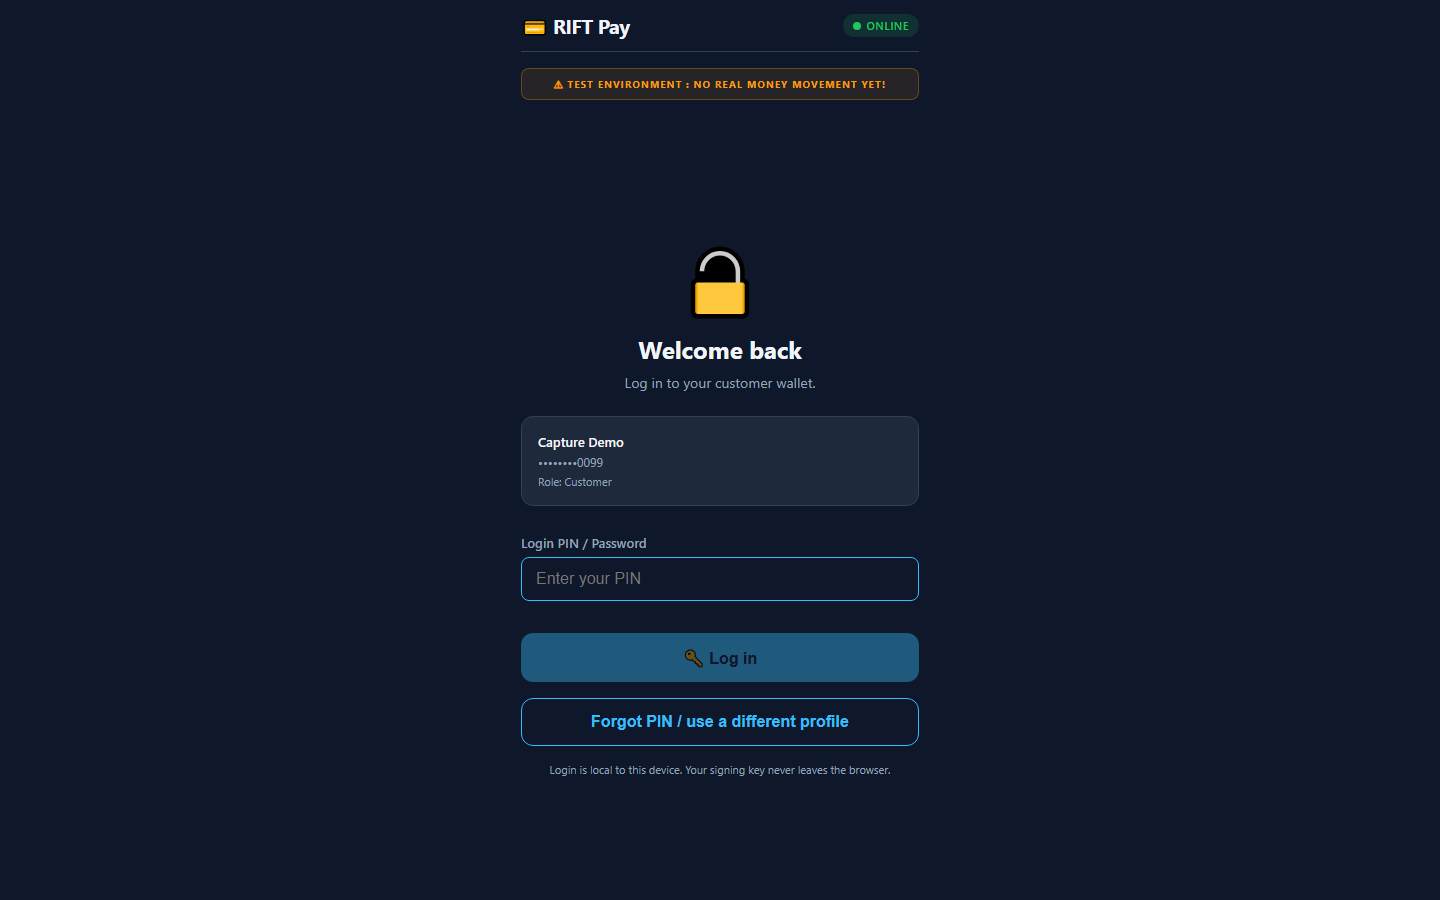 RIFT Pay
ONLINE
⚠ TEST ENVIRONMENT : NO REAL MONEY MOVEMENT YET!
Welcome back
Log in to your customer wallet.
Capture Demo
••••••••0099
Role: Customer
Login PIN / Password
Enter your PIN
Log in
Forgot PIN / use a different profile
Login is local to this device. Your signing key never leaves the browser.